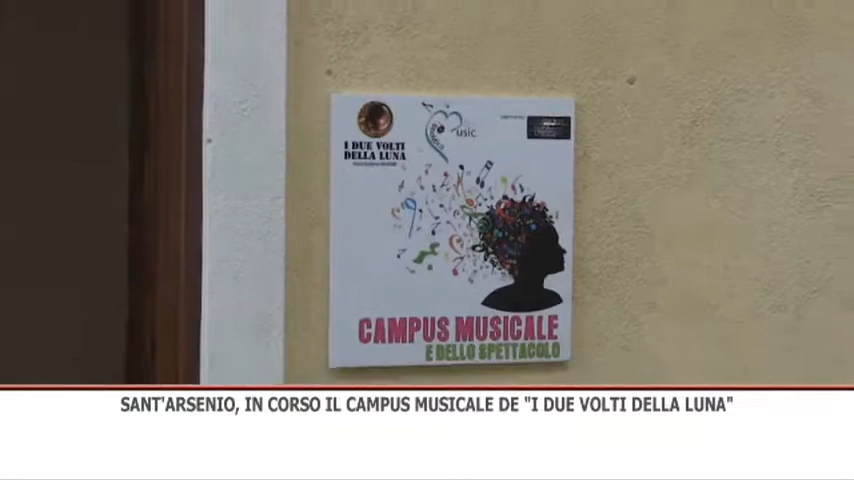 I DUE VOLTI
DELLA LUNA
usic
CAMPUS MUSICALE
E DELLO SPETTACOLO
SANT'ARSENIO, IN CORSO IL CAMPUS MUSICALE DE "I DUE VOLTI DELLA LUNA"